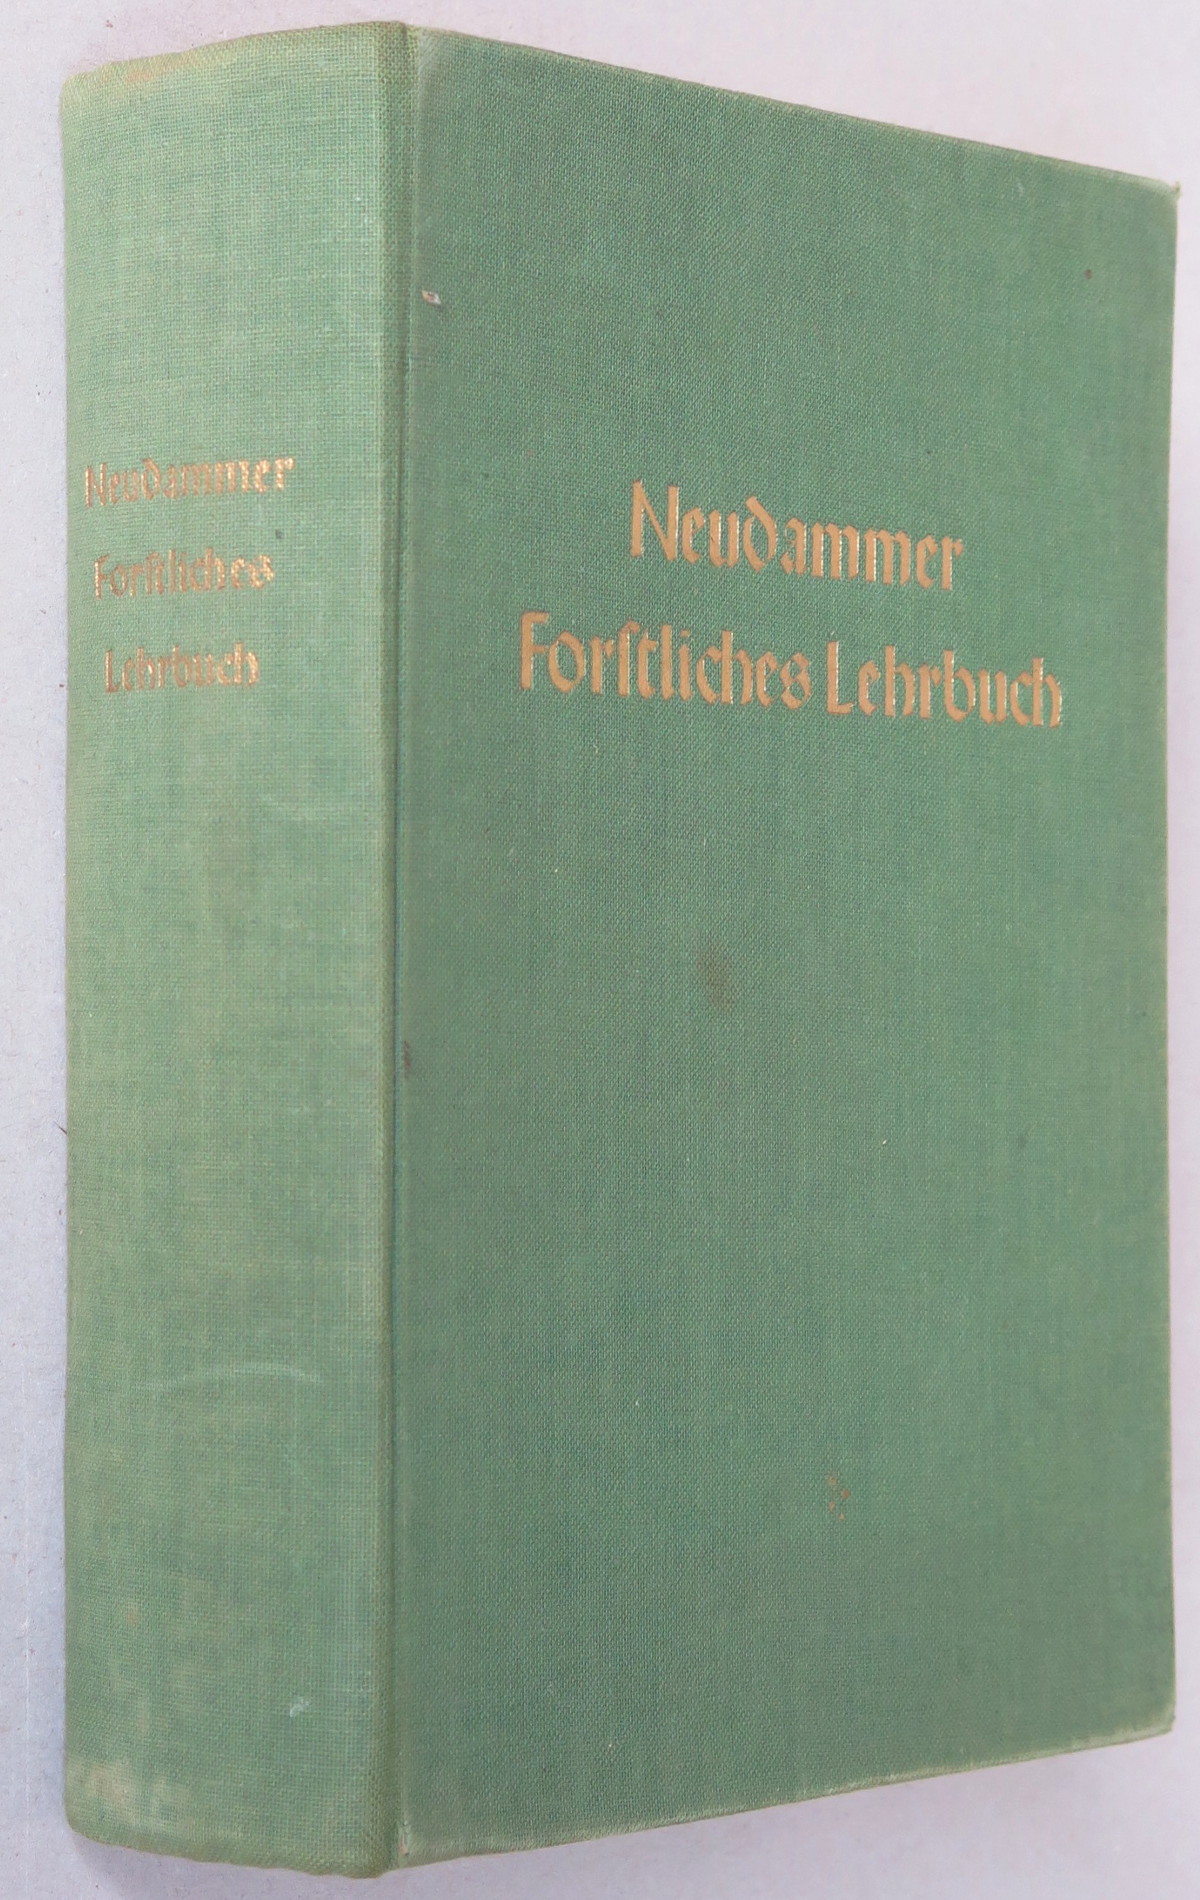 Neudammer
Forſtliches
Lehrbuch
Neudammer
Forſtliches Lehrbuch